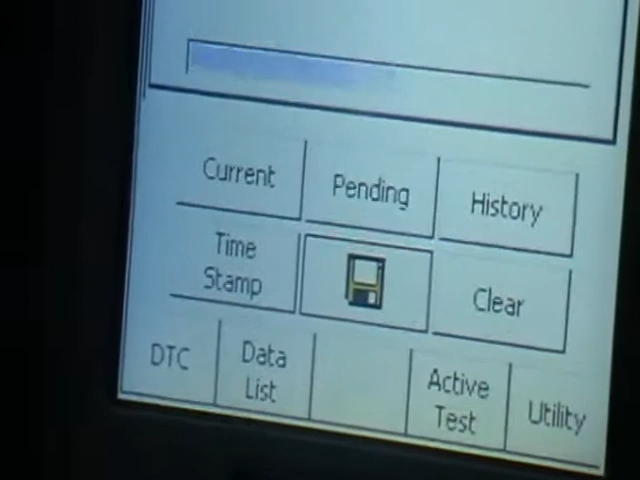 Current
Pending
History
Time
Stamp
Clear
DTC
Data
List
Active
Test
Utility